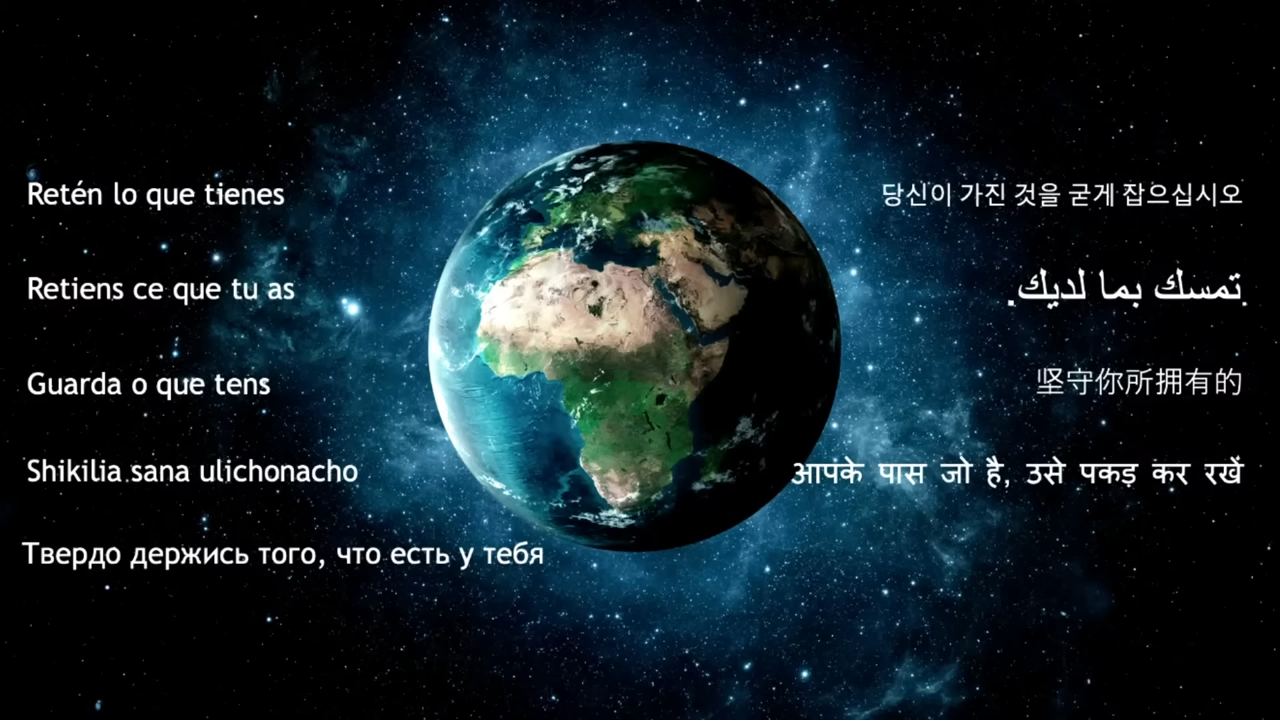 Retén lo que tienes
Retiens ce que tu as
Guarda o que tens
Shikilia sana ulichonacho
Твердо держись того, что есть у тебя
당신이 가진 것을 굳게 잡으십시오
.تمسك بما لديك.
坚守你所拥有的
आपके पास जो है, उसे पकड़ कर रखें